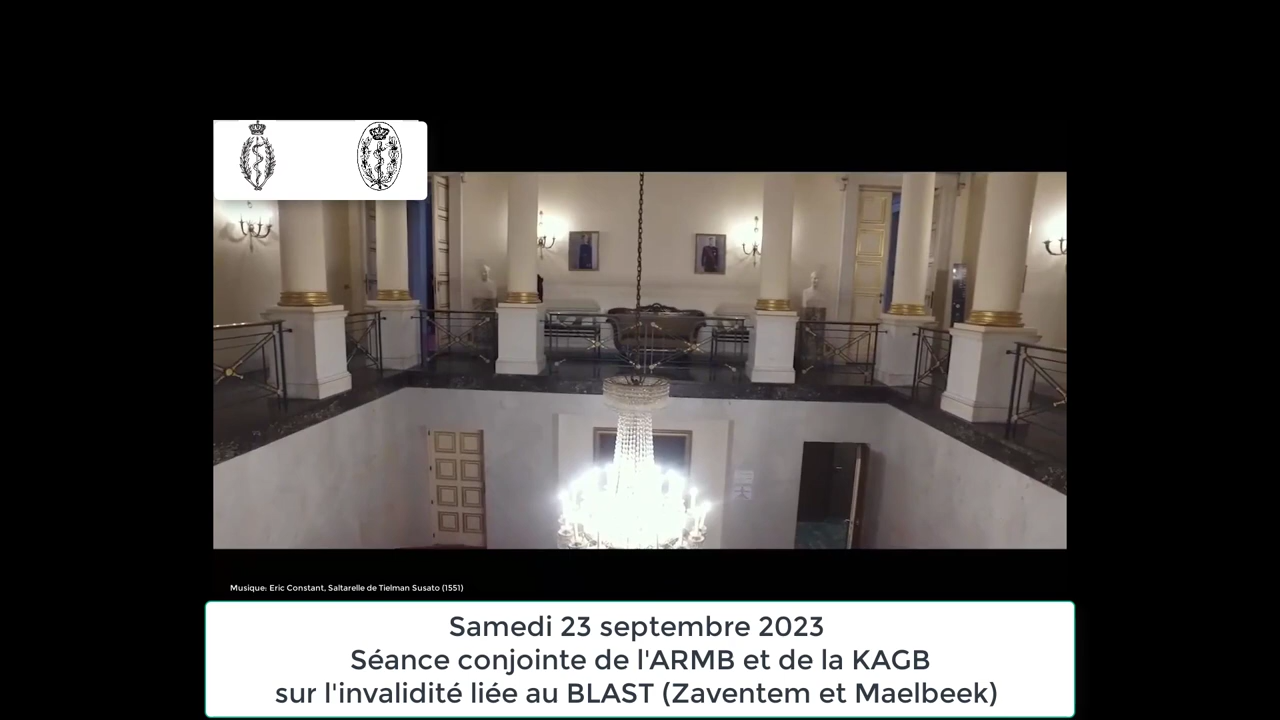 Musique: Eric Constant, Saltarelle de Tielman Susato (1551)
Samedi 23 septembre 2023
Séance conjointe de l'ARMB et de la KAGB
sur l'invalidité liée au BLAST (Zaventem et Maelbeek)